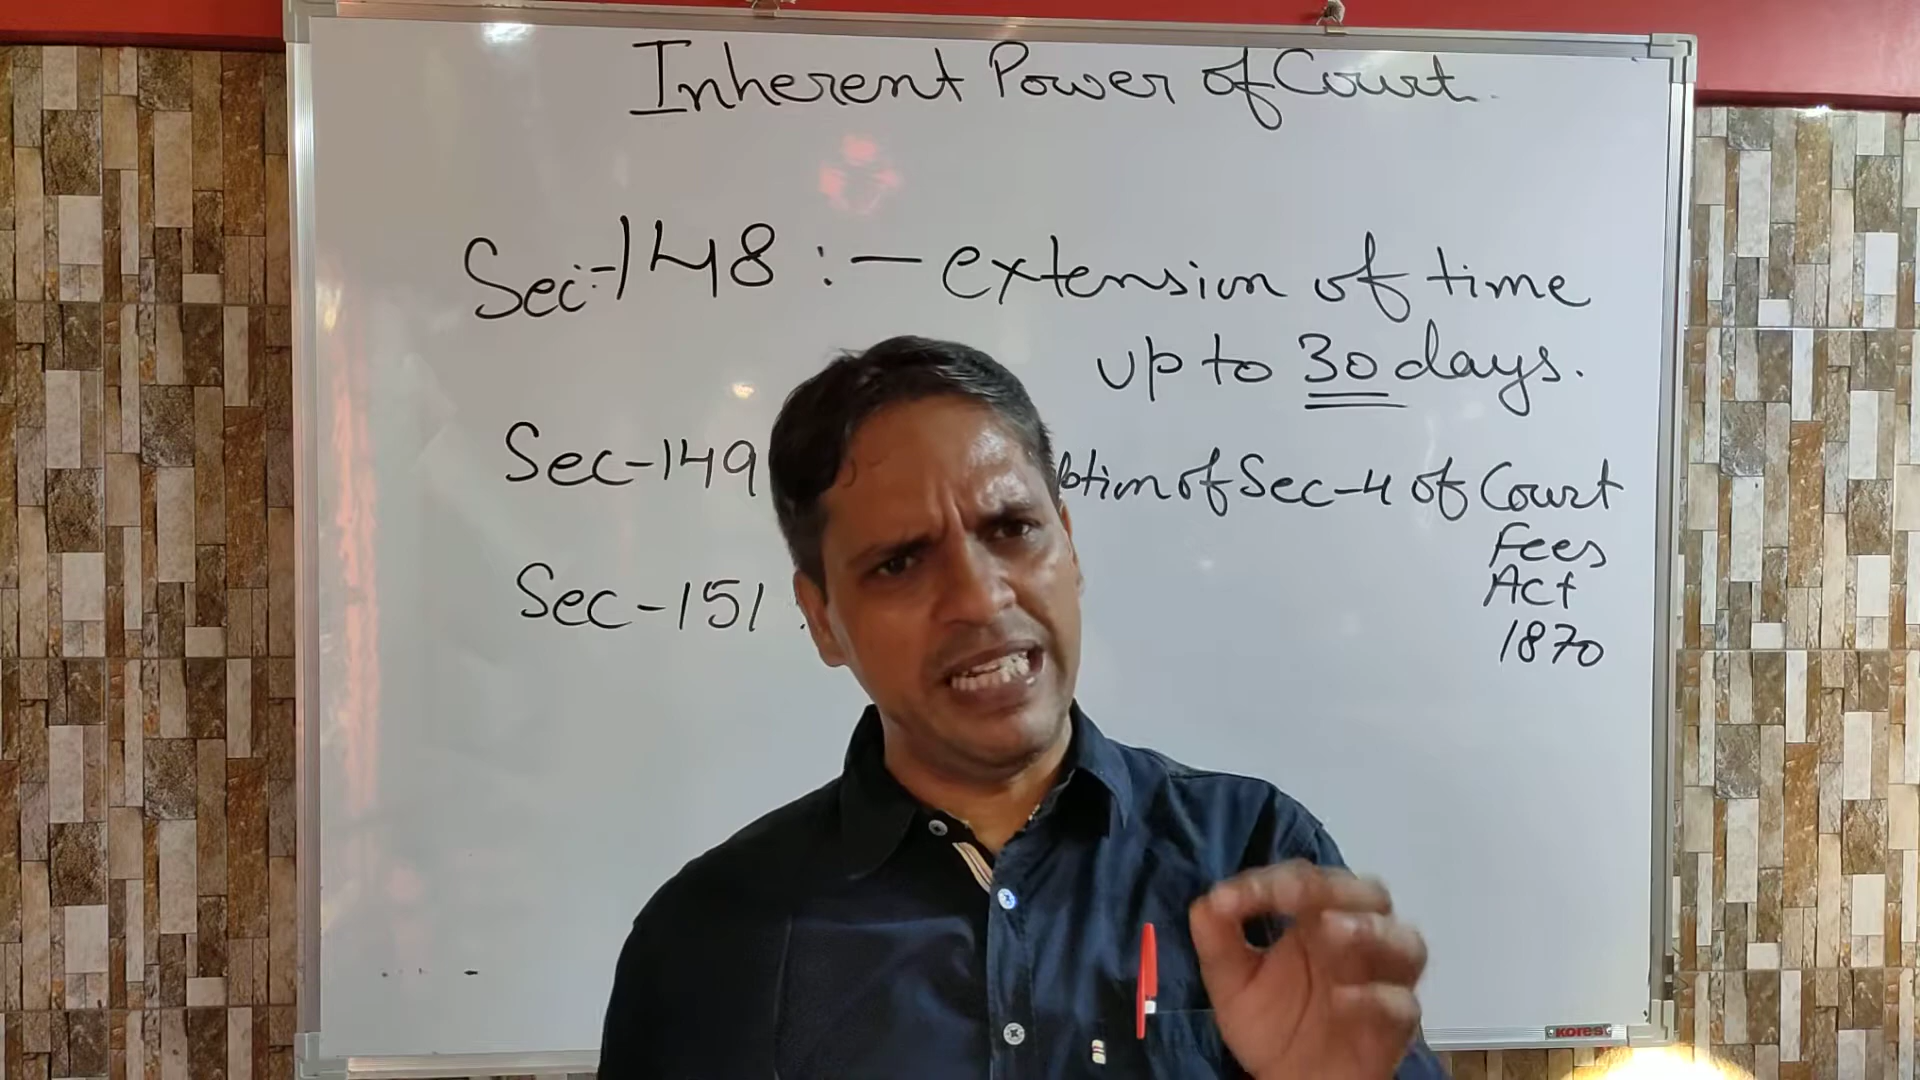 Inherent Power of Court.
Sec:-148 :- extension of time
up to 30 days.
Sec-149 of Sec-4 of Court
Fees
Act
1870
Sec-151
KORES